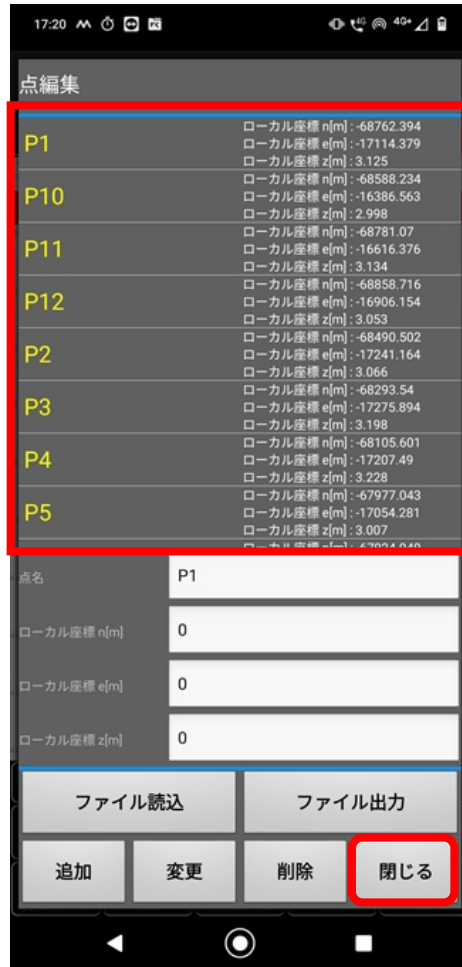 17:20 4G 4G+
点編集
P1
ローカル座標 n[m] : -68762.394
ローカル座標 e[m] : -17114.379
ローカル座標 z[m] : 3.125
P10
ローカル座標 n[m] : -68588.234
ローカル座標 e[m] : -16386.563
ローカル座標 z[m] : 2.998
P11
ローカル座標 n[m] : -68781.07
ローカル座標 e[m] : -16616.376
ローカル座標 z[m] : 3.134
P12
ローカル座標 n[m] : -68858.716
ローカル座標 e[m] : -16906.154
ローカル座標 z[m] : 3.053
P2
ローカル座標 n[m] : -68490.502
ローカル座標 e[m] : -17241.164
ローカル座標 z[m] : 3.066
P3
ローカル座標 n[m] : -68293.54
ローカル座標 e[m] : -17275.894
ローカル座標 z[m] : 3.198
P4
ローカル座標 n[m] : -68105.601
ローカル座標 e[m] : -17207.49
ローカル座標 z[m] : 3.228
P5
ローカル座標 n[m] : -67977.043
ローカル座標 e[m] : -17054.281
ローカル座標 z[m] : 3.007
点名 P1
ローカル座標 n[m] 0
ローカル座標 e[m] 0
ローカル座標 z[m] 0
ファイル読込 ファイル出力
追加 変更 削除 閉じる